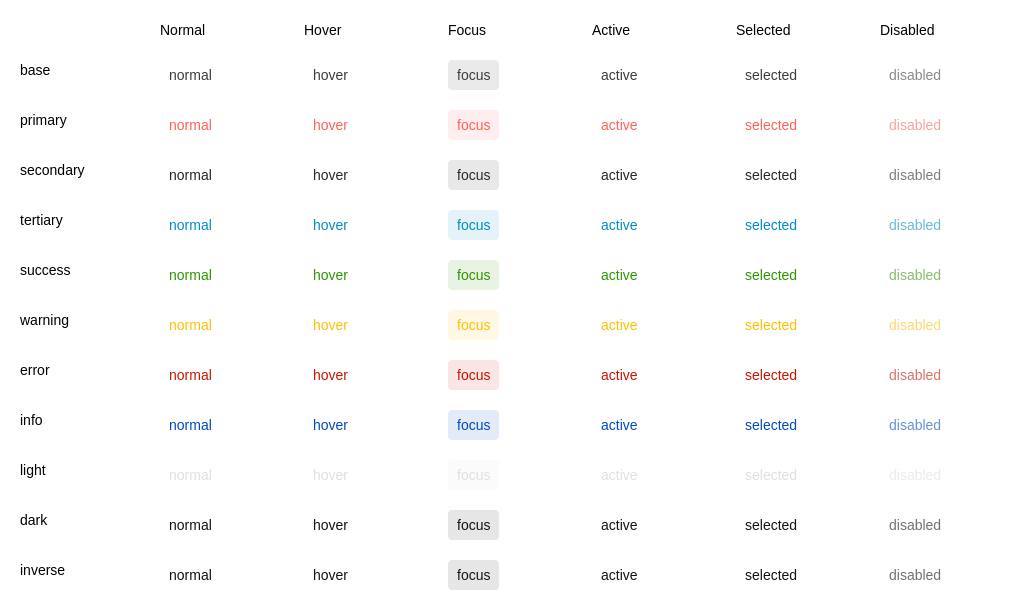 Normal Hover Focus Active Selected Disabled
base normal hover focus active selected disabled
primary normal hover focus active selected disabled
secondary normal hover focus active selected disabled
tertiary normal hover focus active selected disabled
success normal hover focus active selected disabled
warning normal hover focus active selected disabled
error normal hover focus active selected disabled
info normal hover focus active selected disabled
light normal hover focus active selected disabled
dark normal hover focus active selected disabled
inverse normal hover focus active selected disabled